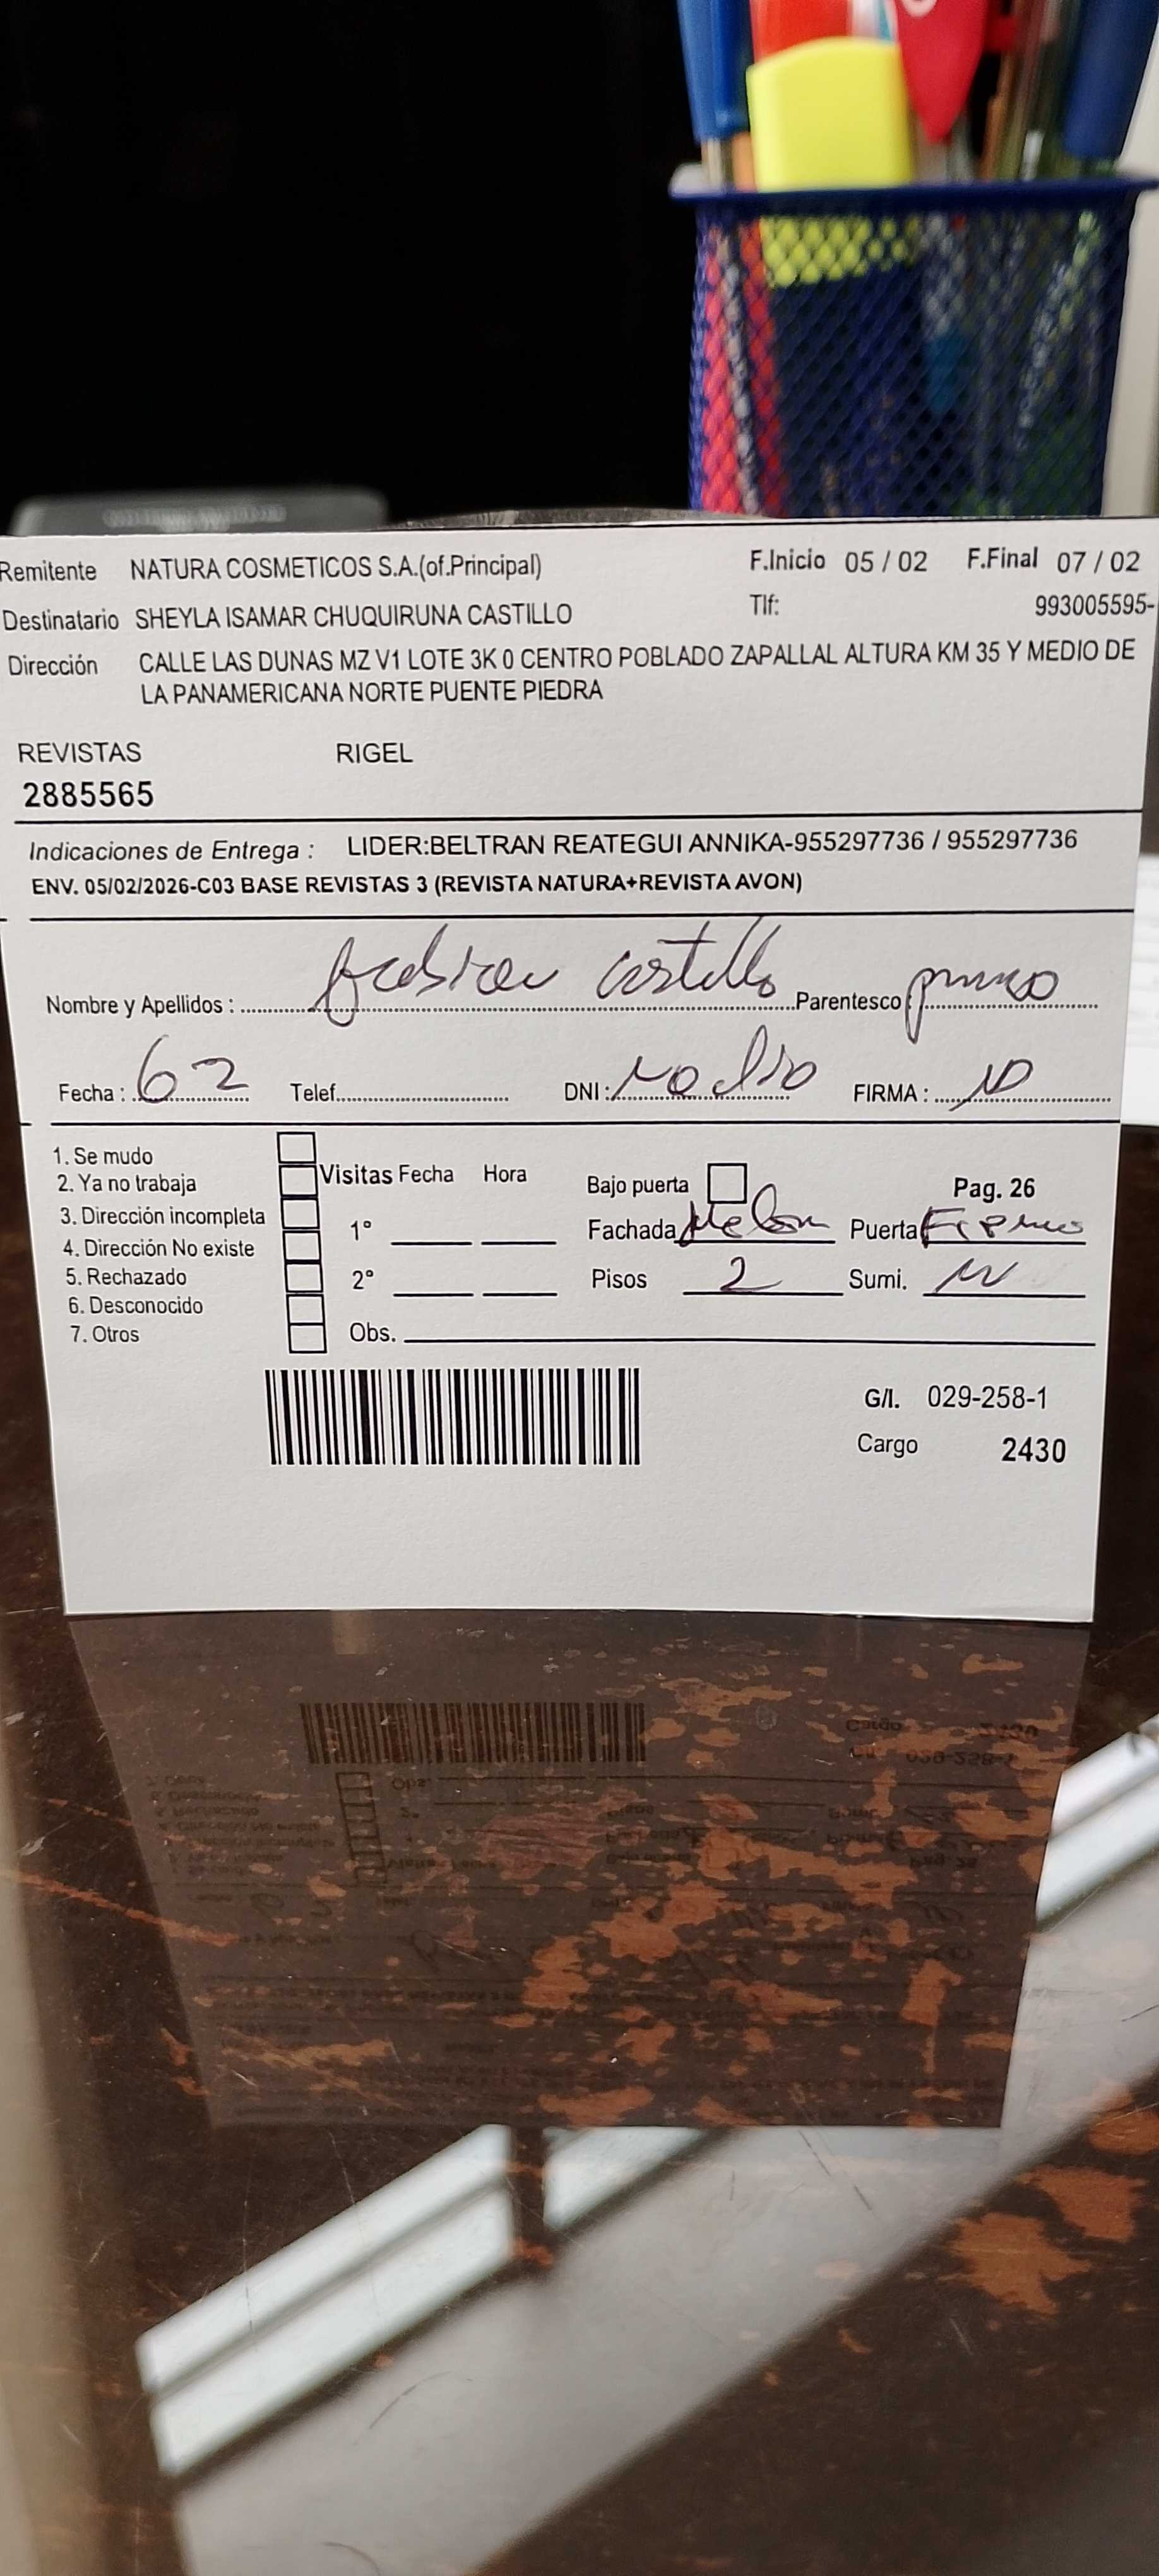 Remitente NATURA COSMETICOS S.A.(of.Principal) F.Inicio 05 / 02 F.Final 07 / 02
Destinatario SHEYLA ISAMAR CHUQUIRUNA CASTILLO Tlf: 993005595-
Dirección CALLE LAS DUNAS MZ V1 LOTE 3K 0 CENTRO POBLADO ZAPALLAL ALTURA KM 35 Y MEDIO DE
LA PANAMERICANA NORTE PUENTE PIEDRA
REVISTAS RIGEL
2885565
Indicaciones de Entrega : LIDER:BELTRAN REATEGUI ANNIKA-955297736 / 955297736
ENV. 05/02/2026-C03 BASE REVISTAS 3 (REVISTA NATURA+REVISTA AVON)
Nombre y Apellidos : castillo Parentesco : primo
Fecha : 62 Telef. DNI : no dio FIRMA :
1. Se mudo
2. Ya no trabaja
3. Dirección incompleta
4. Dirección No existe
5. Rechazado
6. Desconocido
7. Otros
Visitas Fecha Hora
1°
2°
Obs.
Bajo puerta Pag. 26
Fachada Melon Puerta
Pisos 2 Sumi.
G/I. 029-258-1
Cargo 2430